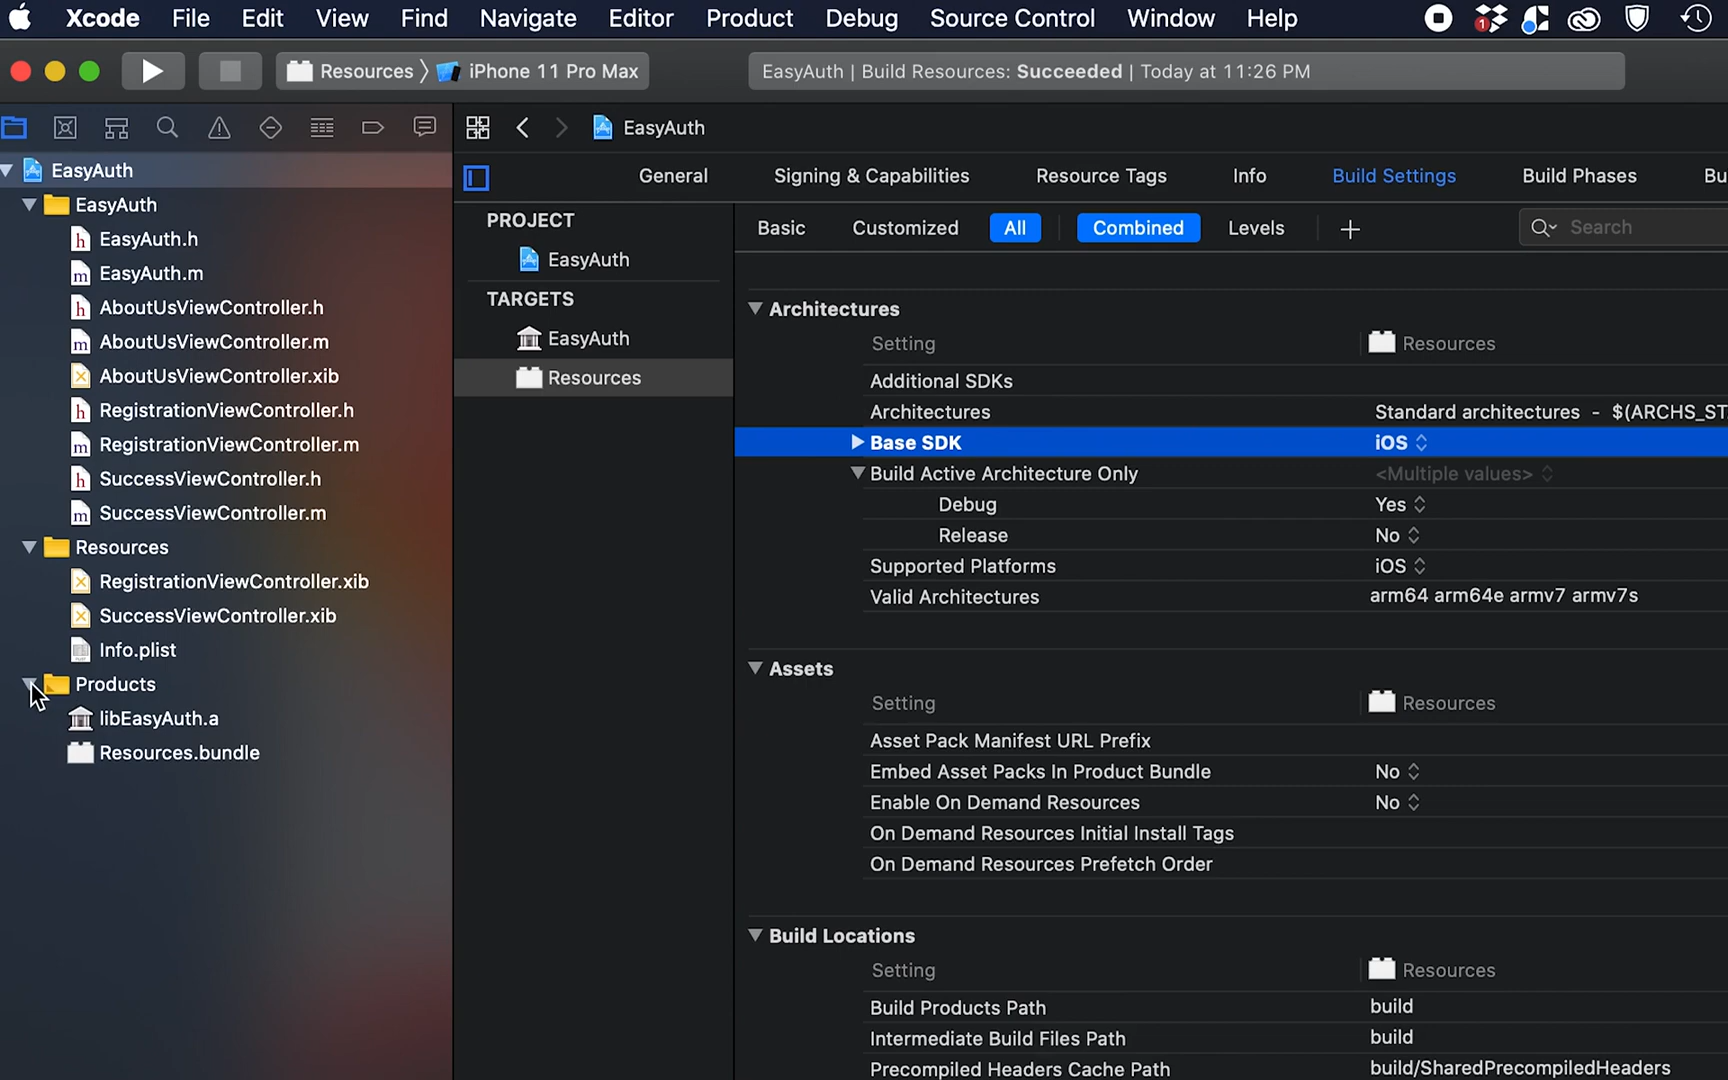 Xcode File Edit View Find Navigate Editor Product Debug Source Control Window Help
1
Resources iPhone 11 Pro Max
EasyAuth | Build Resources: Succeeded | Today at 11:26 PM
EasyAuth
EasyAuth
General Signing & Capabilities Resource Tags Info Build Settings Build Phases Bu
EasyAuth
EasyAuth.h
EasyAuth.m
AboutUsViewController.h
AboutUsViewController.m
AboutUsViewController.xib
RegistrationViewController.h
RegistrationViewController.m
SuccessViewController.h
SuccessViewController.m
Resources
RegistrationViewController.xib
SuccessViewController.xib
Info.plist
Products
libEasyAuth.a
Resources.bundle
PROJECT
EasyAuth
TARGETS
EasyAuth
Resources
Basic Customized All Combined Levels + Search
Architectures
Setting Resources
Additional SDKs
Architectures Standard architectures - $(ARCHS_ST
Base SDK iOS
Build Active Architecture Only <Multiple values>
Debug Yes
Release No
Supported Platforms iOS
Valid Architectures arm64 arm64e armv7 armv7s
Assets
Setting Resources
Asset Pack Manifest URL Prefix
Embed Asset Packs In Product Bundle No
Enable On Demand Resources No
On Demand Resources Initial Install Tags
On Demand Resources Prefetch Order
Build Locations
Setting Resources
Build Products Path build
Intermediate Build Files Path build
Precompiled Headers Cache Path build/SharedPrecompiledHeaders